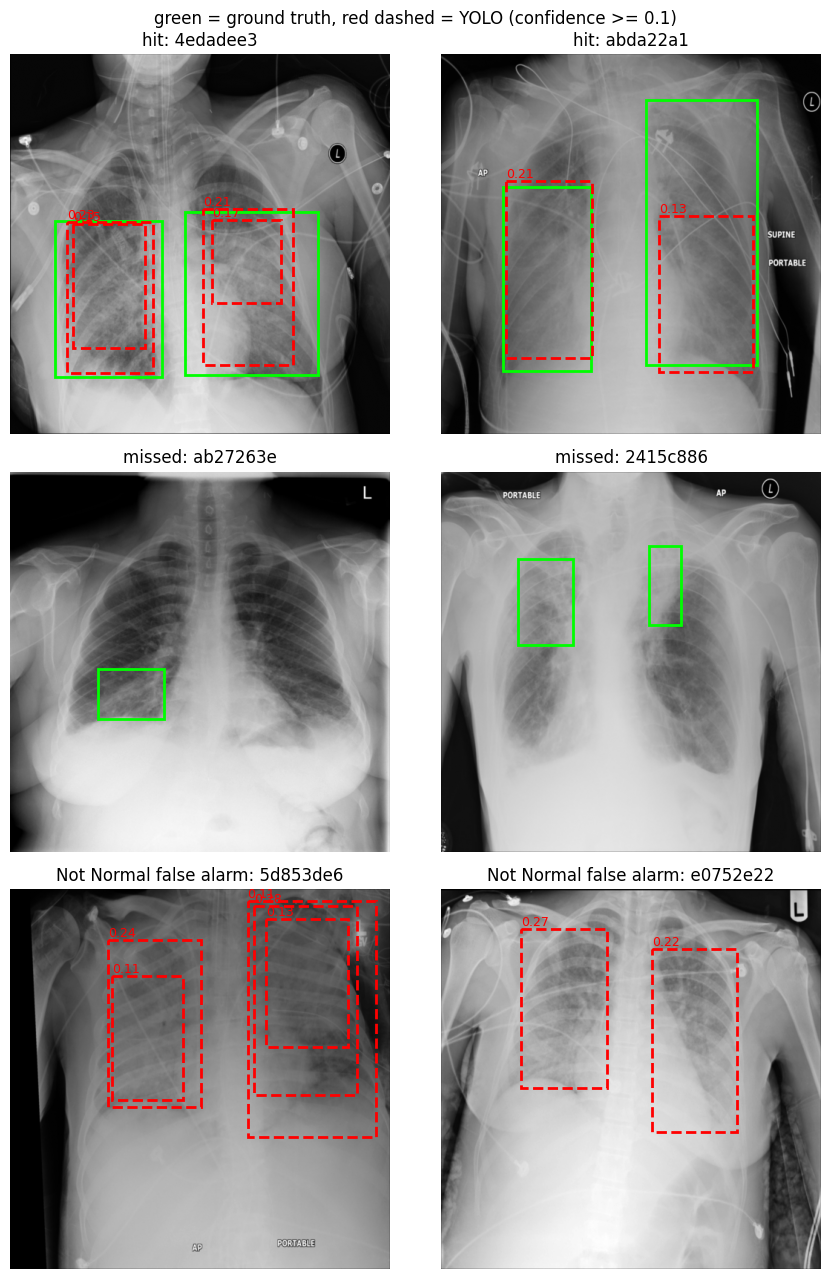 green = ground truth, red dashed = YOLO (confidence >= 0.1)
hit: 4edadee3
hit: abda22a1
L
0.17
L
AP
0.21
0.13
SUPINE
PORTABLE
missed: ab27263e
missed: 2415c886
L
PORTABLE
AP
L
Not Normal false alarm: 5d853de6
Not Normal false alarm: e0752e22
0.24
0.11
AP
PORTABLE
L
0.27
0.22